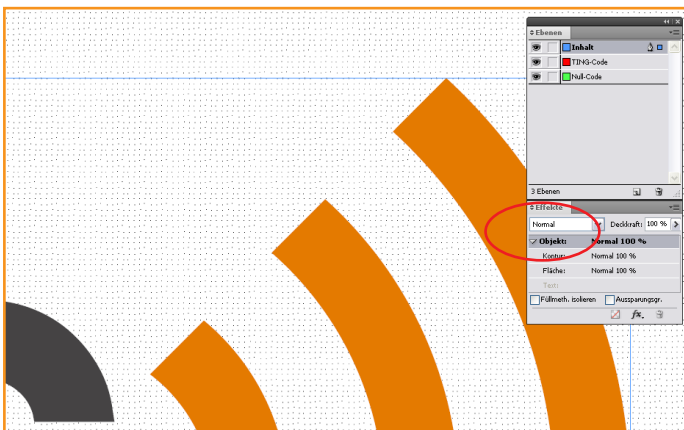 Ebenen
Inhalt
TING-Code
Null-Code
3 Ebenen
Effekte
Normal
Deckkraft: 100 %
Objekt: Normal 100 %
Kontur: Normal 100 %
Fläche: Normal 100 %
Text:
Füllmeth. isolieren
Aussparungsgr.
fx.